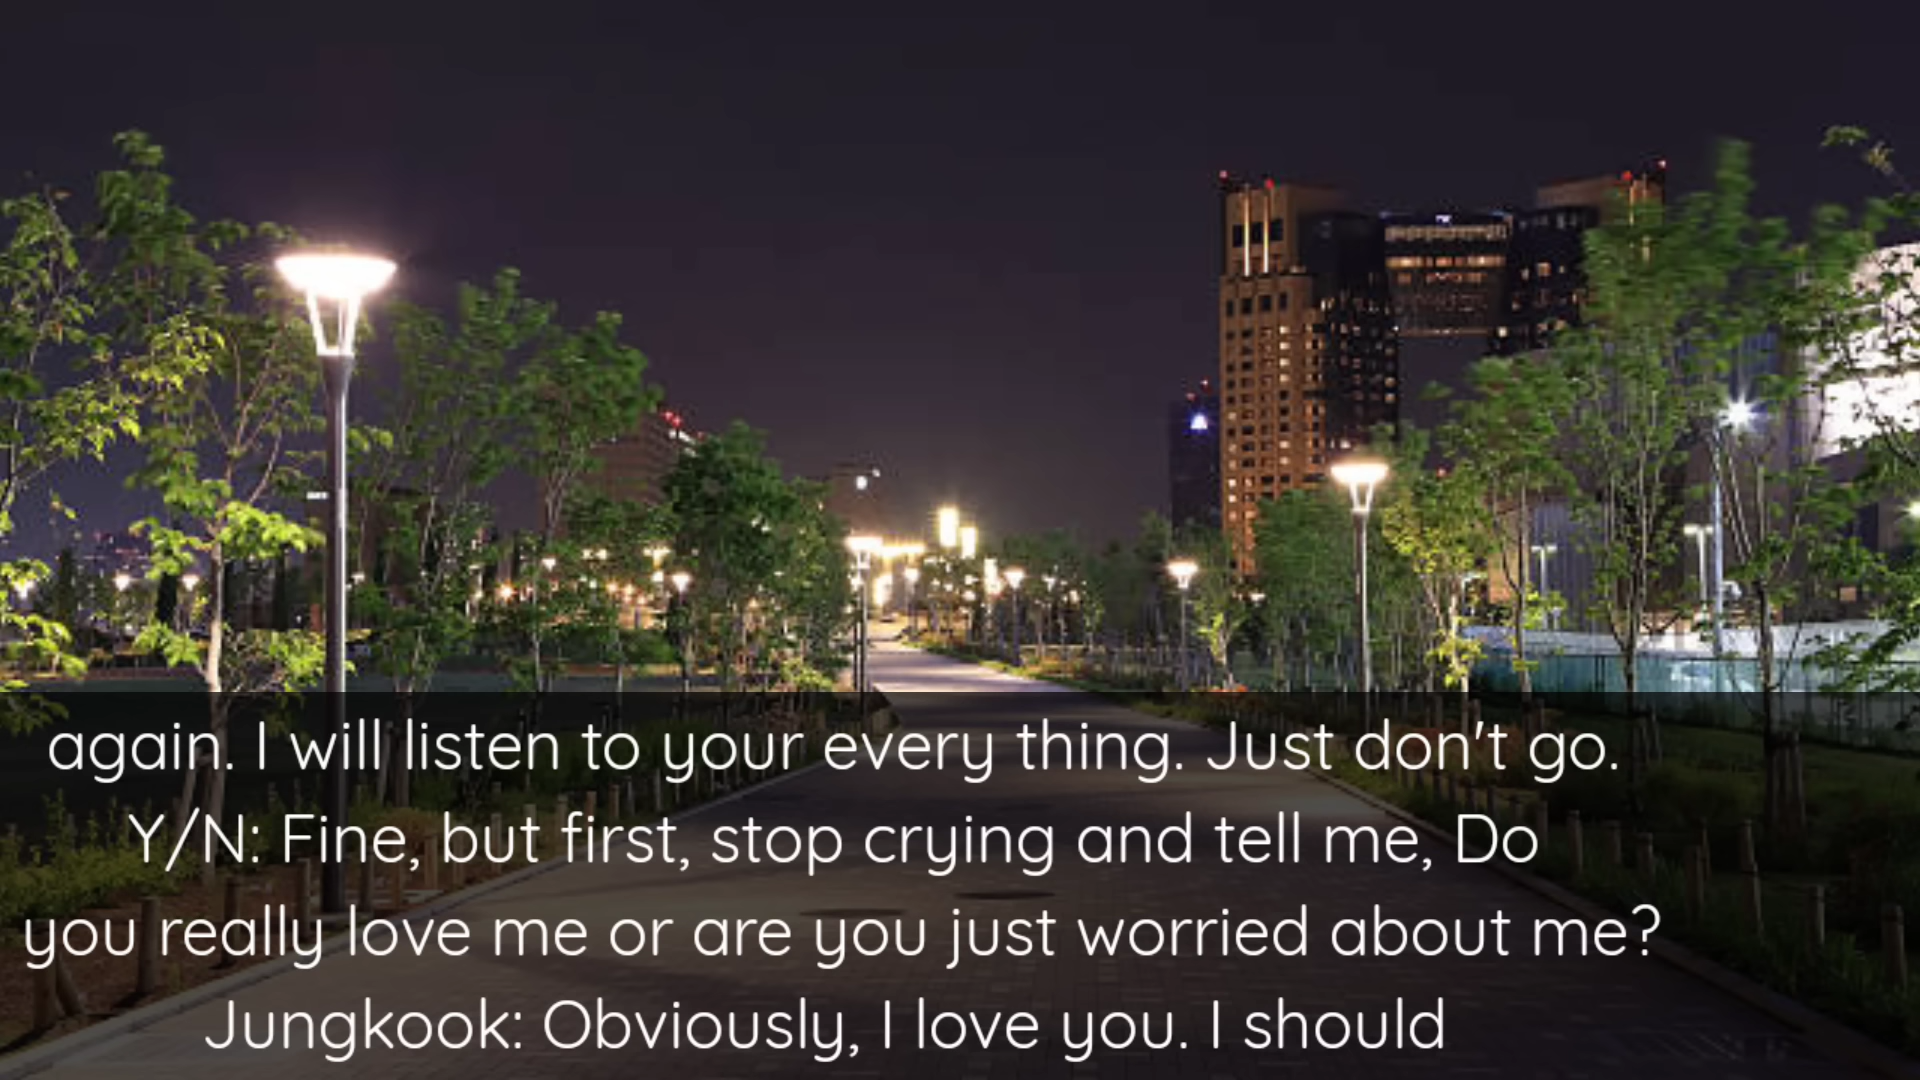 again. I will listen to your every thing. Just don't go.
Y/N: Fine, but first, stop crying and tell me, Do
you really love me or are you just worried about me?
Jungkook: Obviously, I love you. I should